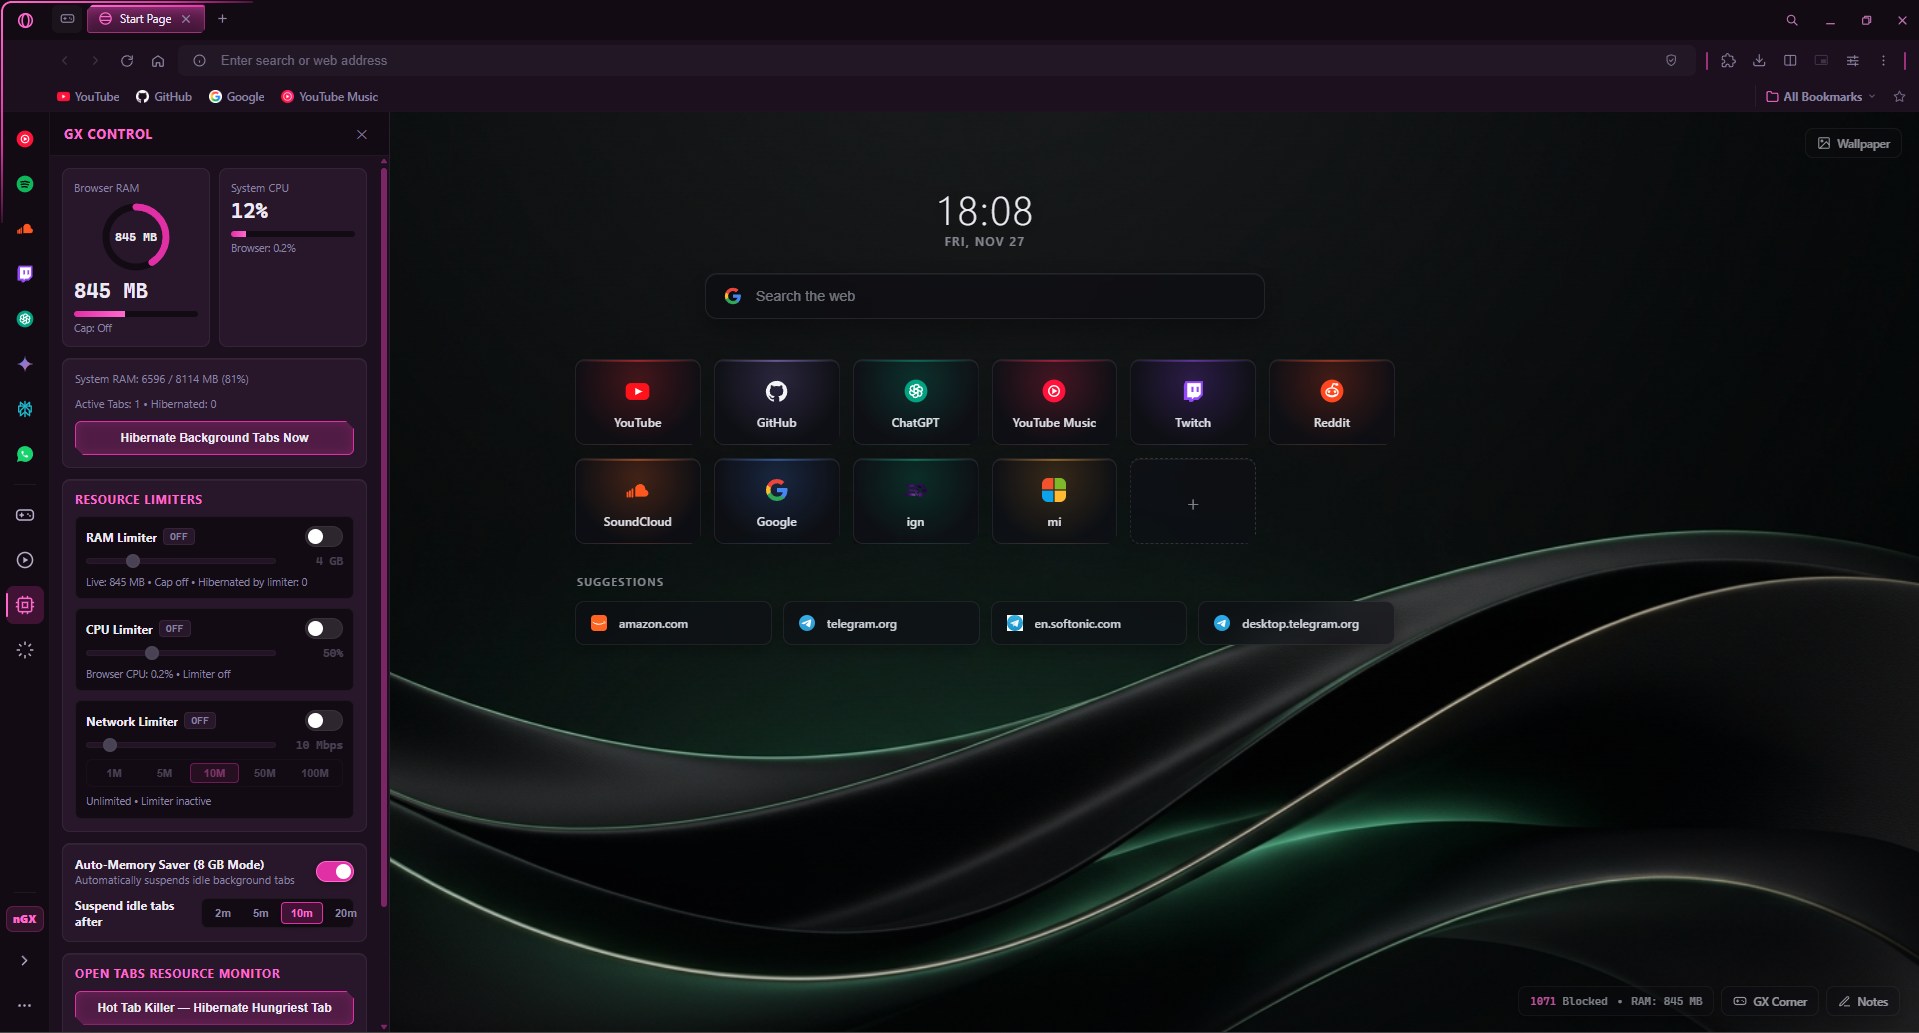 Start Page
Enter search or web address
YouTube
GitHub
Google
YouTube Music
All Bookmarks
GX CONTROL
Browser RAM
845 MB
845 MB
Cap: Off
System CPU
12%
Browser: 0.2%
System RAM: 6596 / 8114 MB (81%)
Active Tabs: 1 • Hibernated: 0
Hibernate Background Tabs Now
RESOURCE LIMITERS
RAM Limiter OFF
4 GB
Live: 845 MB • Cap off • Hibernated by limiter: 0
CPU Limiter OFF
50%
Browser CPU: 0.2% • Limiter off
Network Limiter OFF
10 Mbps
1M 5M 10M 50M 100M
Unlimited • Limiter inactive
Auto-Memory Saver (8 GB Mode)
Automatically suspends idle background tabs
Suspend idle tabs
after
2m 5m 10m 20m
OPEN TABS RESOURCE MONITOR
Hot Tab Killer — Hibernate Hungriest Tab
nGX
Wallpaper
18:08
FRI, NOV 27
Search the web
YouTube
GitHub
ChatGPT
YouTube Music
Twitch
Reddit
SoundCloud
Google
ign
mi
SUGGESTIONS
amazon.com
telegram.org
en.softonic.com
desktop.telegram.org
1071 Blocked • RAM: 845 MB
GX Corner
Notes